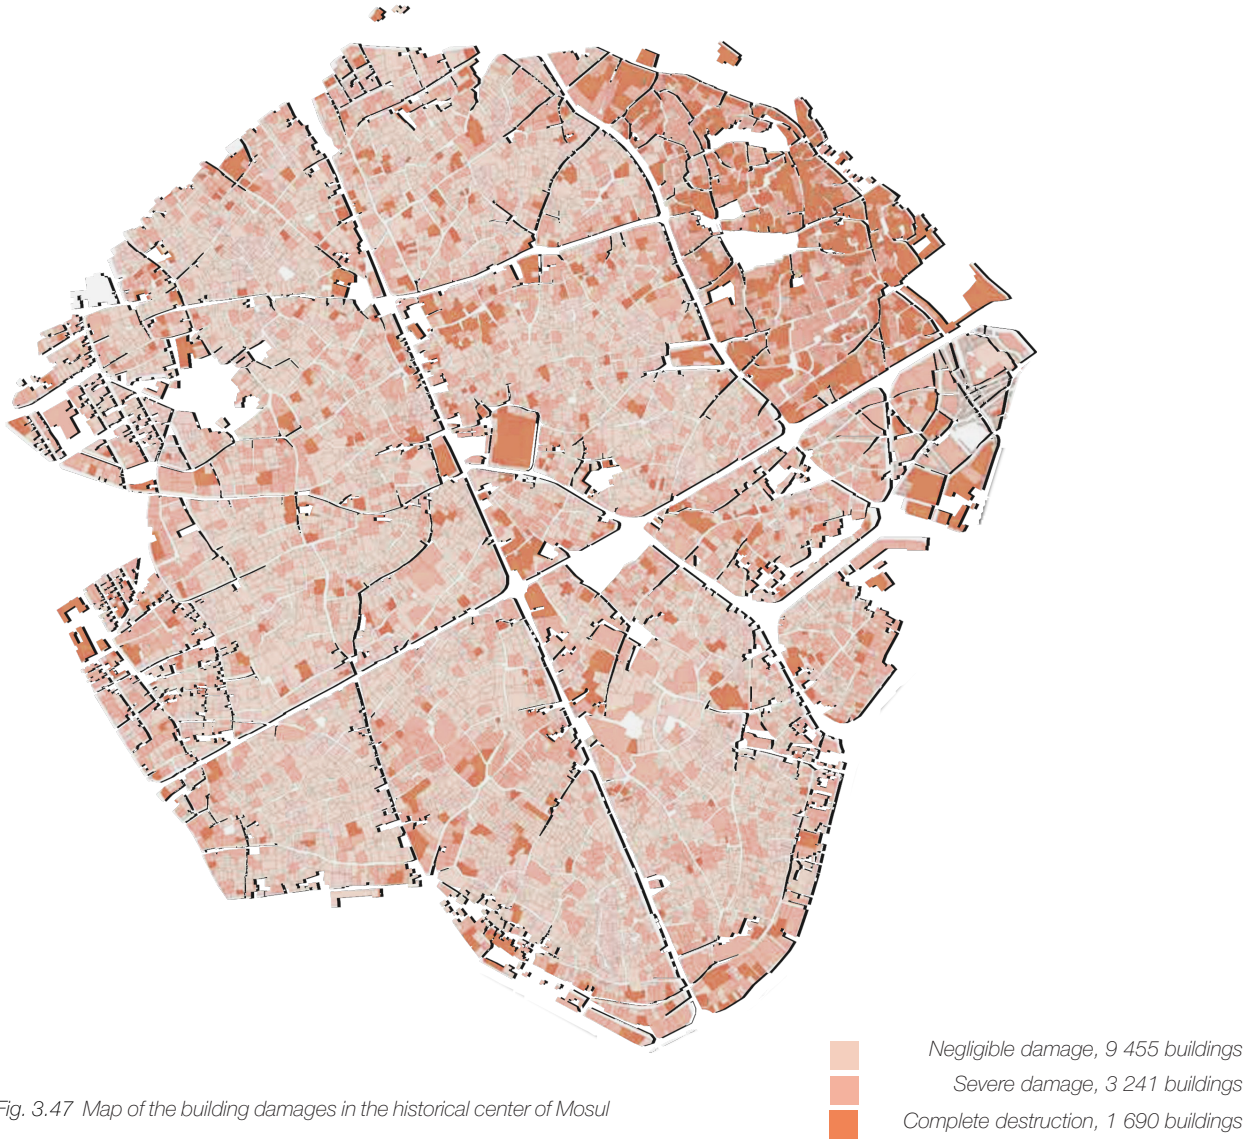 Negligible damage, 9 455 buildings
Severe damage, 3 241 buildings
Complete destruction, 1 690 buildings
Fig. 3.47 Map of the building damages in the historical center of Mosul